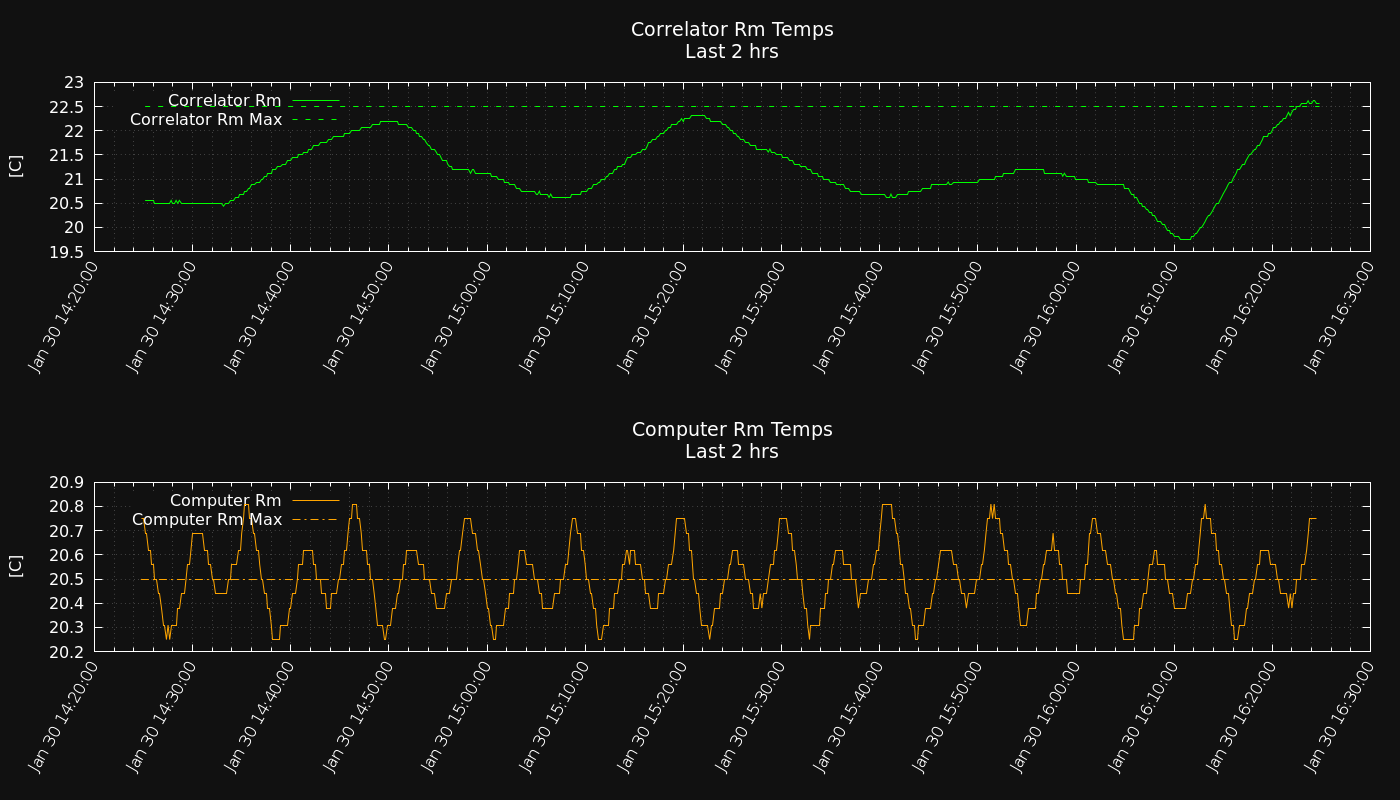 Correlator Rm Temps
Last 2 hrs
[C]
23
22.5
22
21.5
21
20.5
20
19.5
Correlator Rm
Correlator Rm Max
Jan 30 14:20:00
Jan 30 14:30:00
Jan 30 14:40:00
Jan 30 14:50:00
Jan 30 15:00:00
Jan 30 15:10:00
Jan 30 15:20:00
Jan 30 15:30:00
Jan 30 15:40:00
Jan 30 15:50:00
Jan 30 16:00:00
Jan 30 16:10:00
Jan 30 16:20:00
Jan 30 16:30:00
Computer Rm Temps
Last 2 hrs
[C]
20.9
20.8
20.7
20.6
20.5
20.4
20.3
20.2
Computer Rm
Computer Rm Max
Jan 30 14:20:00
Jan 30 14:30:00
Jan 30 14:40:00
Jan 30 14:50:00
Jan 30 15:00:00
Jan 30 15:10:00
Jan 30 15:20:00
Jan 30 15:30:00
Jan 30 15:40:00
Jan 30 15:50:00
Jan 30 16:00:00
Jan 30 16:10:00
Jan 30 16:20:00
Jan 30 16:30:00